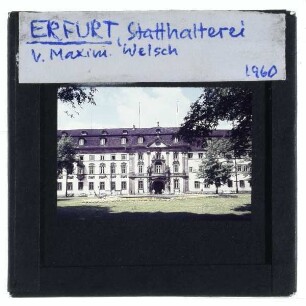 ERFURT, Statthalterei
v. Maxim. Welsch
1960